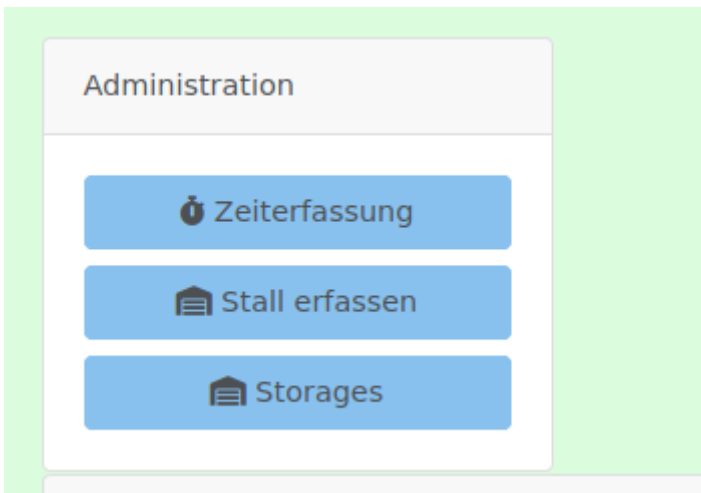 Administration
Zeiterfassung
Stall erfassen
Storages